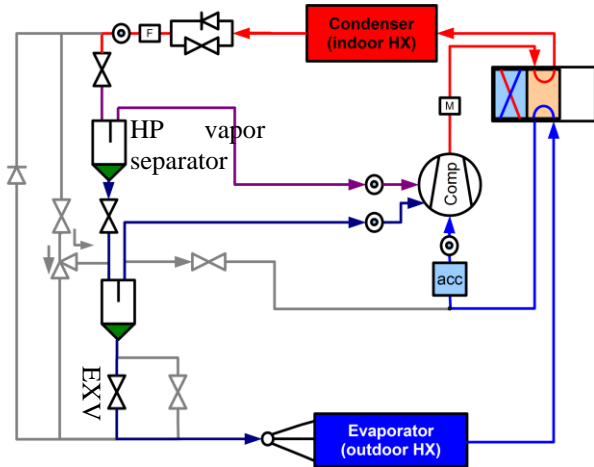 Condenser
(indoor HX)
F
M
HP vapor
separator
Comp
acc
EXV
Evaporator
(outdoor HX)